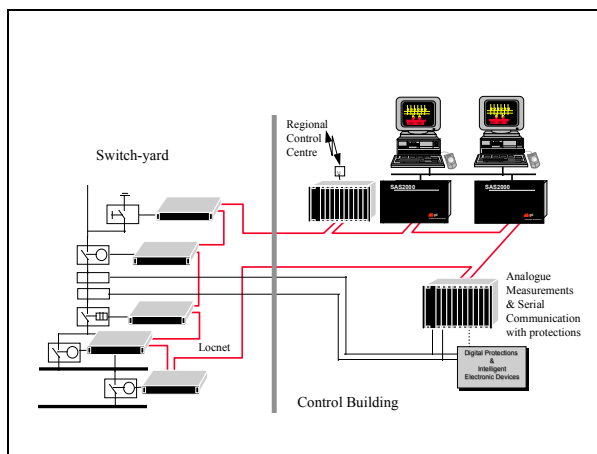 Regional
Control
Centre
Switch-yard
SAS2000
SAS2000
Analogue
Measurements
& Serial
Communication
with protections
Locnet
Digital Protections
&
Intelligent
Electronic Devices
Control Building